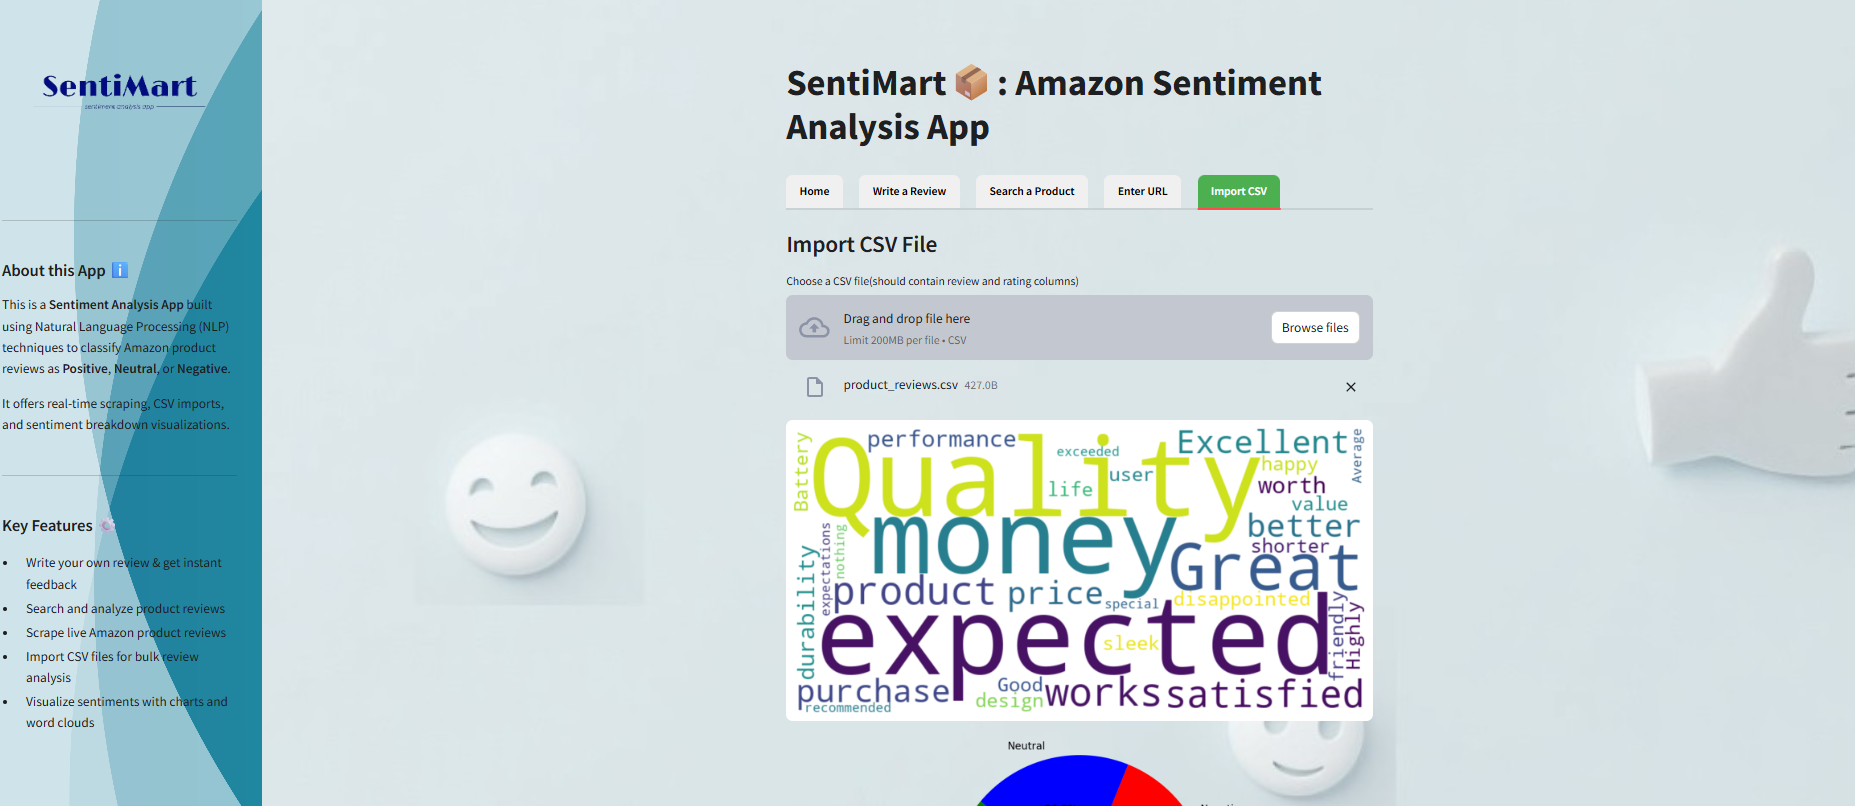 SentiMart
sentiment analysis app
About this App
This is a Sentiment Analysis App built
using Natural Language Processing (NLP)
techniques to classify Amazon product
reviews as Positive, Neutral, or Negative.
It offers real-time scraping, CSV imports,
and sentiment breakdown visualizations.
Key Features
• Write your own review & get instant
feedback
• Search and analyze product reviews
• Scrape live Amazon product reviews
• Import CSV files for bulk review
analysis
• Visualize sentiments with charts and
word clouds
SentiMart 📦 : Amazon Sentiment
Analysis App
Home Write a Review Search a Product Enter URL Import CSV
Import CSV File
Choose a CSV file(should contain review and rating columns)
Drag and drop file here
Limit 200MB per file • CSV
Browse files
product_reviews.csv 427.0B
Battery
performance
Quality
exceeded
Excellent
Average
happy
user
life
worth
value
money
better
shorter
Great
expectations
nothing
durability
product
price
special
disappointed
expected
sleek
friendly
Highly
purchase
recommended
Good
design
works
satisfied
Neutral